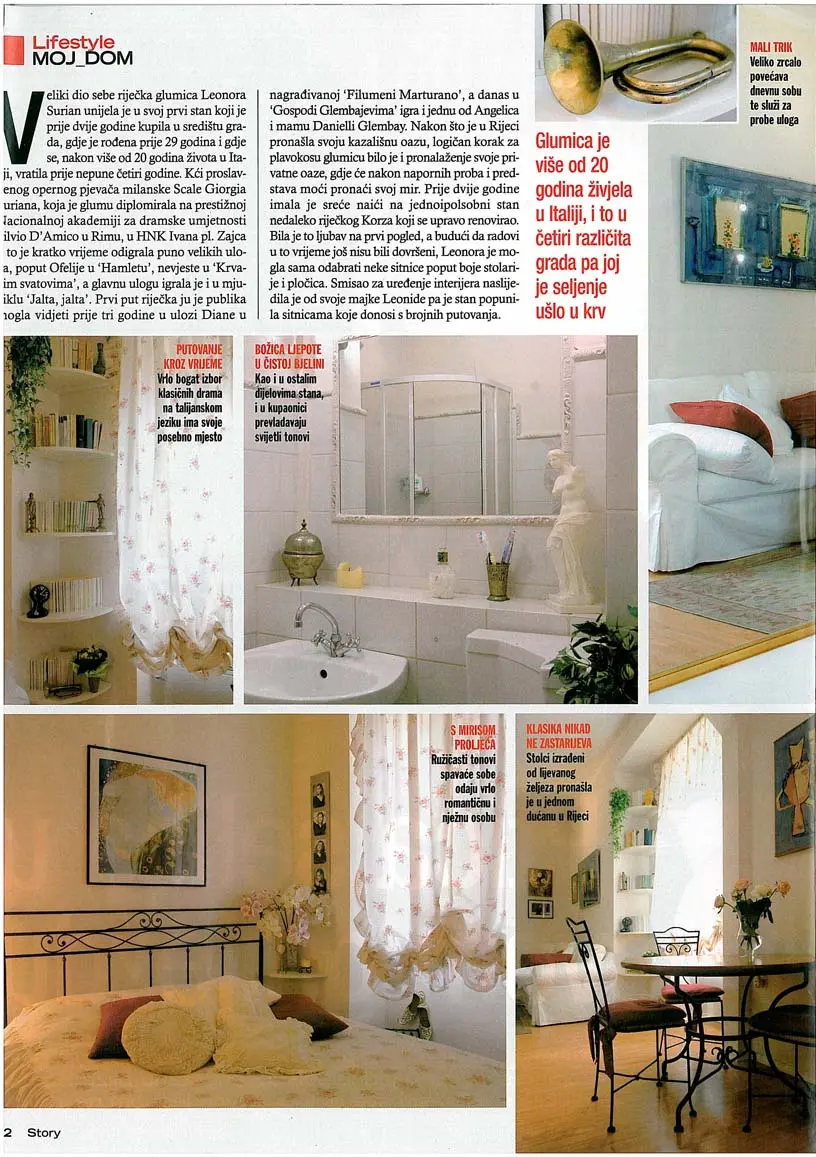 Lifestyle
MOJ_DOM
Veliki dio sebe riječka glumica Leonora
Surian unijela je u svoj prvi stan koji je
prije dvije godine kupila u središtu gra-
da, gdje je rođena prije 29 godina i gdje
se, nakon više od 20 godina života u Ita-
ji, vratila prije nepune četiri godine. Kći proslav-
enog opernog pjevača milanske Scale Giorgia
uriana, koja je glumu diplomirala na prestižnoj
Nacionalnoj akademiji za dramske umjetnosti
ilvio D'Amico u Rimu, u HNK Ivana pl. Zajca
to je kratko vrijeme odigrala puno velikih ulo-
a, poput Ofelije u 'Hamletu', nevjeste u 'Krva-
im svatovima', a glavnu ulogu igrala je i u mju-
iklu 'Jalta, jalta'. Prvi put riječka ju je publika
nogla vidjeti prije tri godine u ulozi Diane u
nagrađivanoj 'Filumeni Marturano', a danas u
'Gospodi Glembajevima' igra i jednu od Angelica
i mamu Danielli Glembay. Nakon što je u Rijeci
pronašla svoju kazališnu oazu, logičan korak za
plavokosu glumicu bilo je i pronalaženje svoje pri-
vatne oaze, gdje će nakon napornih proba i pred-
stava moći pronaći svoj mir. Prije dvije godine
imala je sreće naići na jednoipolsobni stan
nedaleko riječkog Korza koji se upravo renovirao.
Bila je to ljubav na prvi pogled, a budući da radovi
u to vrijeme još nisu bili dovršeni, Leonora je mo-
gla sama odabrati neke sitnice poput boje stolari-
je i pločica. Smisao za uređenje interijera naslije-
dila je od svoje majke Leonide pa je stan popuni-
la sitnicama koje donosi s brojnih putovanja.
Glumica je
više od 20
godina živjela
u Italiji, i to u
četiri različita
grada pa joj
je seljenje
ušlo u krv
MALI TRIK
Veliko zrcalo
povećava
dnevnu sobu
te služi za
probe uloga
PUTOVANJE
KROZ VRIJEME
Vrlo bogat izbor
klasičnih drama
na talijanskom
jeziku ima svoje
posebno mjesto
BOŽICA LJEPOTE
U ČISTOJ BJELINI
Kao i u ostalim
dijelovima stana,
i u kupaonici
prevladavaju
svijetli tonovi
S MIRISOM
PROLJEĆA
Ružičasti tonovi
spavaće sobe
odaju vrlo
romantičnu i
nježnu osobu
KLASIKA NIKAD
NE ZASTARIJEVA
Stolci izrađeni
od lijevanog
željeza pronašla
je u jednom
dućanu u Rijeci
2 Story